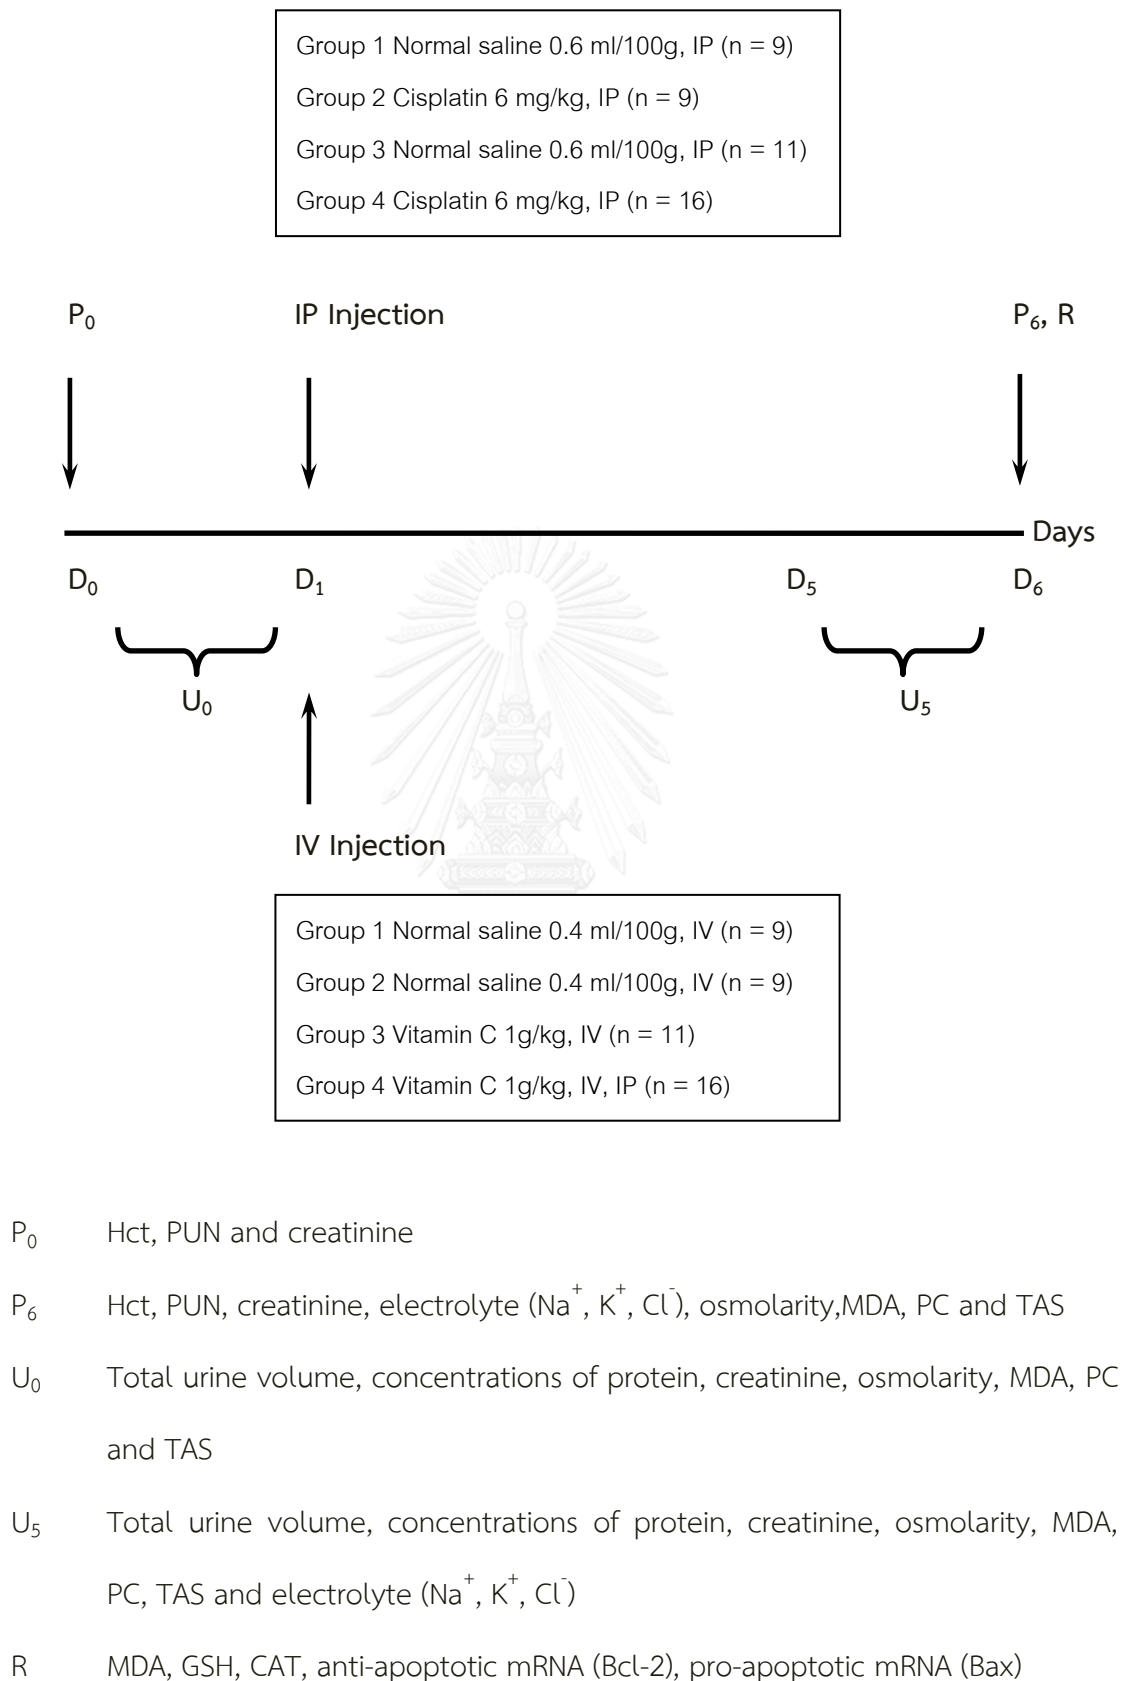 Group 1 Normal saline 0.6 ml/100g, IP (n = 9)
Group 2 Cisplatin 6 mg/kg, IP (n = 9)
Group 3 Normal saline 0.6 ml/100g, IP (n = 11)
Group 4 Cisplatin 6 mg/kg, IP (n = 16)
P₀ IP Injection P₆, R
Days
D₀ D₁ D₅ D₆
U₀ U₅
IV Injection
Group 1 Normal saline 0.4 ml/100g, IV (n = 9)
Group 2 Normal saline 0.4 ml/100g, IV (n = 9)
Group 3 Vitamin C 1g/kg, IV (n = 11)
Group 4 Vitamin C 1g/kg, IV, IP (n = 16)
P₀ Hct, PUN and creatinine
P₆ Hct, PUN, creatinine, electrolyte (Na⁺, K⁺, Cl⁻), osmolarity,MDA, PC and TAS
U₀ Total urine volume, concentrations of protein, creatinine, osmolarity, MDA, PC
and TAS
U₅ Total urine volume, concentrations of protein, creatinine, osmolarity, MDA,
PC, TAS and electrolyte (Na⁺, K⁺, Cl⁻)
R MDA, GSH, CAT, anti-apoptotic mRNA (Bcl-2), pro-apoptotic mRNA (Bax)